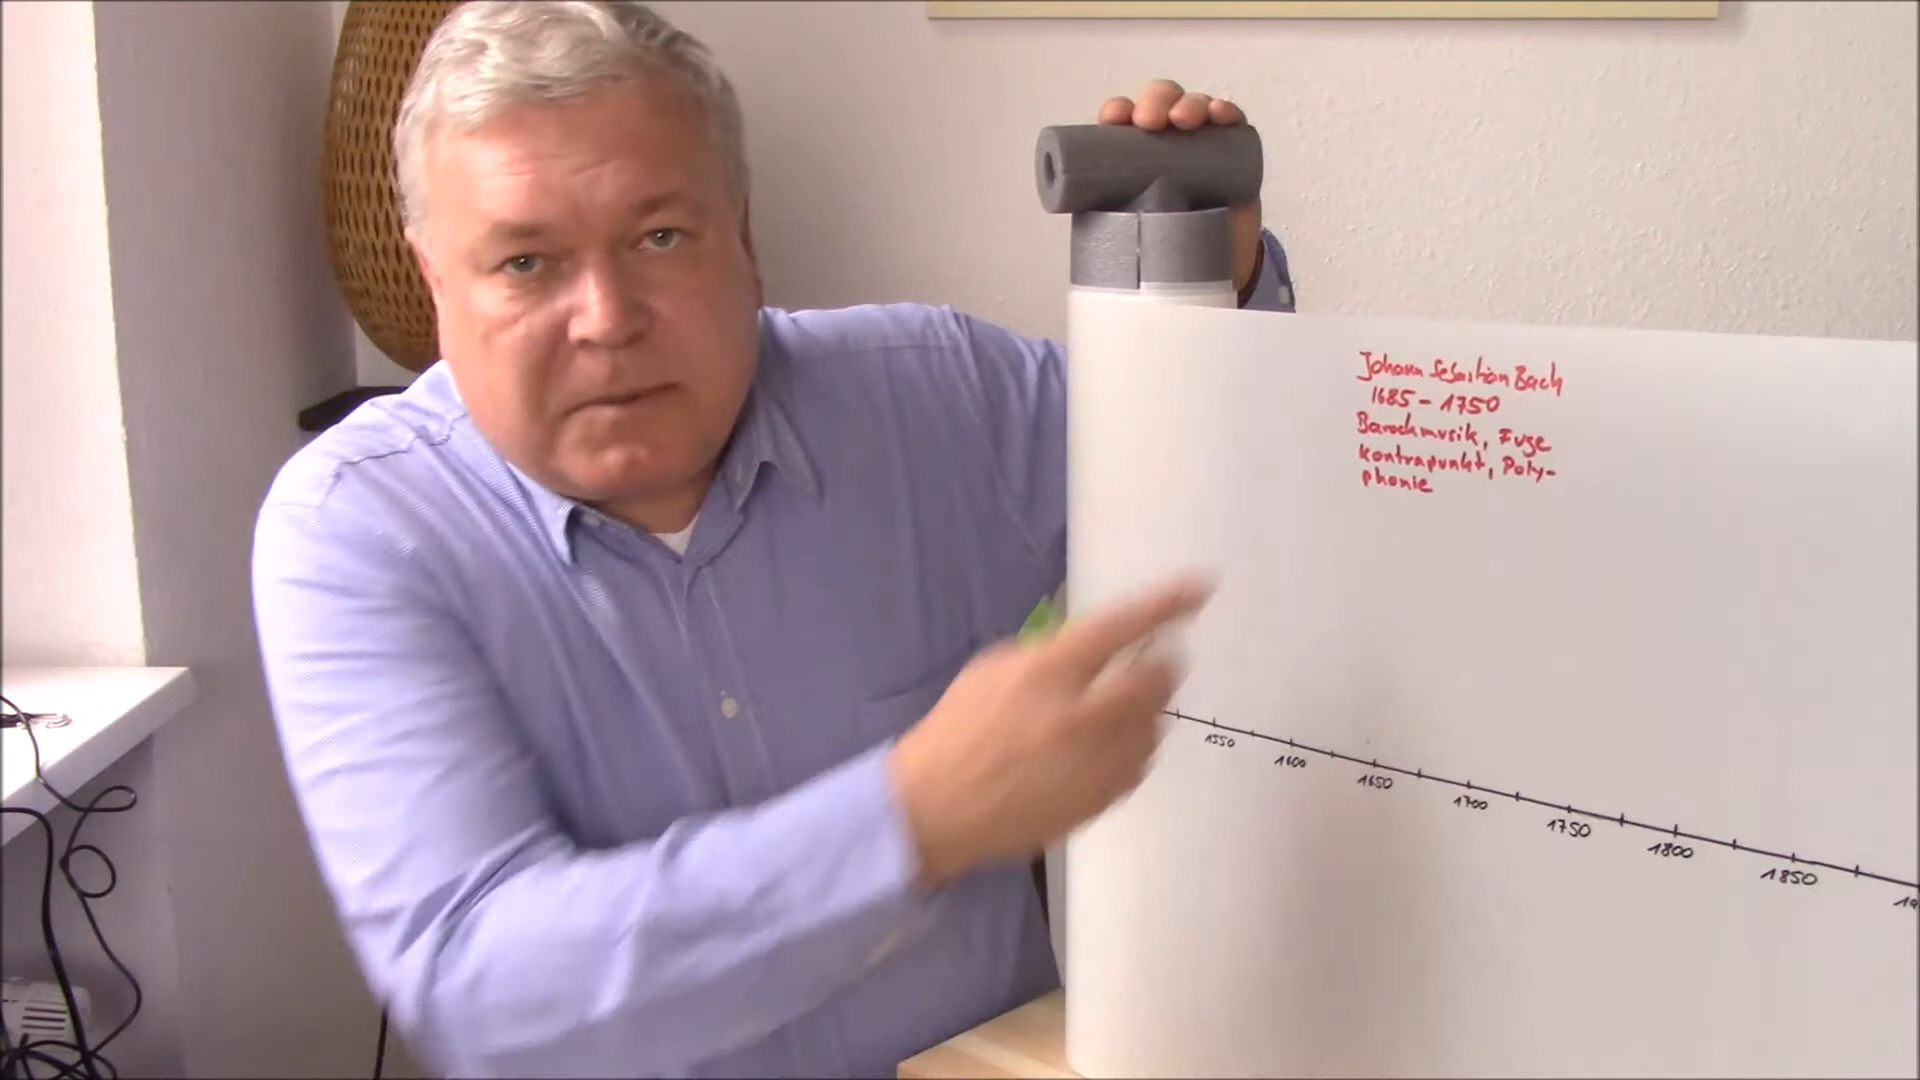 Johann Sebastian Bach
1685 - 1750
Barockmusik, Fuge
Kontrapunkt, Poly-
phonie
1550
1600
1650
1700
1750
1800
1850